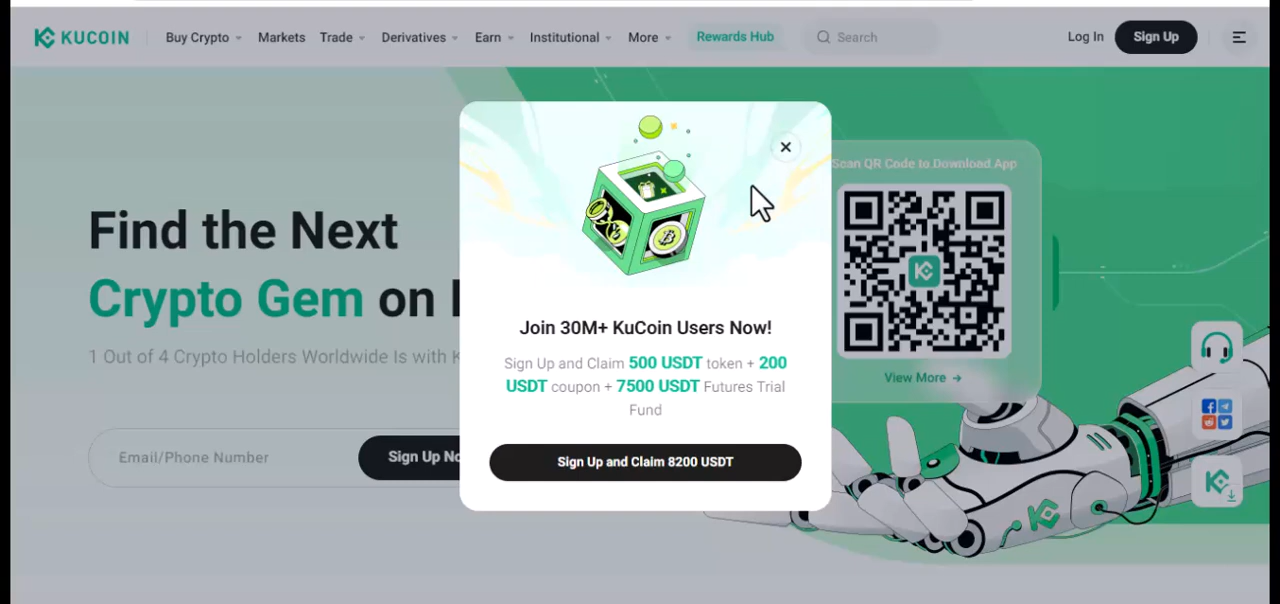 KUCOIN
Buy Crypto
Markets
Trade
Derivatives
Earn
Institutional
More
Rewards Hub
Search
Log In
Sign Up
Find the Next
Crypto Gem on
1 Out of 4 Crypto Holders Worldwide Is with
Email/Phone Number
Sign Up No
Join 30M+ KuCoin Users Now!
Sign Up and Claim 500 USDT token + 200
USDT coupon + 7500 USDT Futures Trial
Fund
Sign Up and Claim 8200 USDT
Scan QR Code to Download App
View More